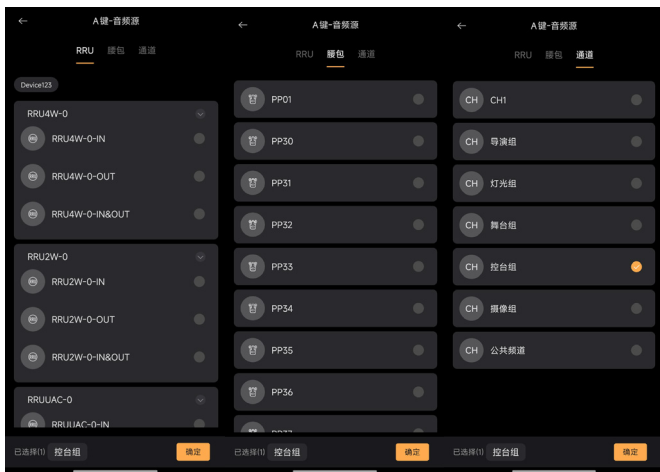 A键-音频源
RRU 腰包 通道
Device123
RRU4W-0
RRU4W-0-IN
RRU4W-0-OUT
RRU4W-0-IN&OUT
RRU2W-0
RRU2W-0-IN
RRU2W-0-OUT
RRU2W-0-IN&OUT
RRUUAC-0
RRUUAC-0-IN
已选择(1) 控台组 确定
A键-音频源
RRU 腰包 通道
PP01
PP30
PP31
PP32
PP33
PP34
PP35
PP36
PP37
已选择(1) 控台组 确定
A键-音频源
RRU 腰包 通道
CH CH1
CH 导演组
CH 灯光组
CH 舞台组
CH 控台组
CH 摄像组
CH 公共频道
已选择(1) 控台组 确定